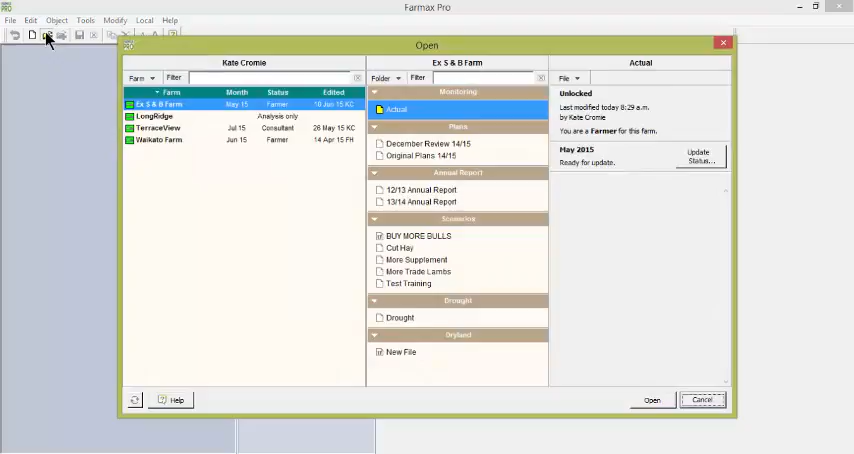 PRO
Farmax Pro
File Edit Object Tools Modify Local Help
Open
Kate Cromie
Ex S & B Farm
Actual
Farm
Filter
Folder
Filter
File
Farm Month Status Edited
Ex S & B Farm May 15 Farmer 10 Jun 15 KC
LongRidge Analysis only
TerraceView Jul 15 Consultant 26 May 15 KC
Waikato Farm Jun 15 Farmer 14 Apr 15 FH
Monitoring
Actual
Plans
December Review 14/15
Original Plans 14/15
Annual Report
12/13 Annual Report
13/14 Annual Report
Scenarios
BUY MORE BULLS
Cut Hay
More Supplement
More Trade Lambs
Test Training
Drought
Drought
Dryland
New File
Unlocked
Last modified today 8:29 a.m.
by Kate Cromie
You are a Farmer for this farm.
May 2015
Ready for update.
Update
Status...
Help
Open
Cancel